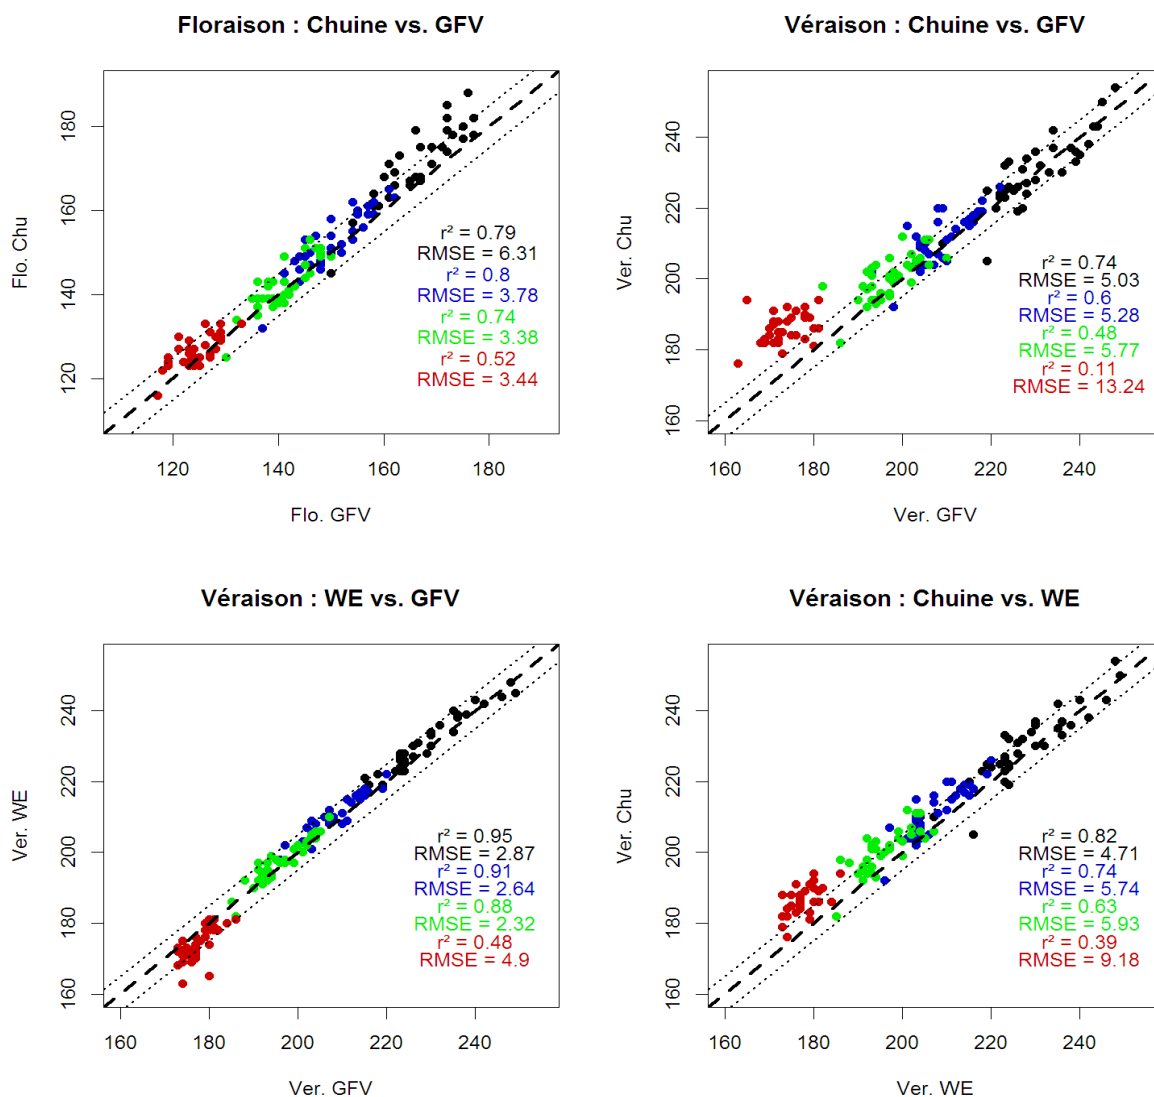 Floraison : Chuine vs. GFV
Flo. Chu
180
160
140
120
r² = 0.79
RMSE = 6.31
r² = 0.8
RMSE = 3.78
r² = 0.74
RMSE = 3.38
r² = 0.52
RMSE = 3.44
120 140 160 180
Flo. GFV
Véraison : Chuine vs. GFV
Ver. Chu
240
220
200
180
160
r² = 0.74
RMSE = 5.03
r² = 0.6
RMSE = 5.28
r² = 0.48
RMSE = 5.77
r² = 0.11
RMSE = 13.24
160 180 200 220 240
Ver. GFV
Véraison : WE vs. GFV
Ver. WE
240
220
200
180
160
r² = 0.95
RMSE = 2.87
r² = 0.91
RMSE = 2.64
r² = 0.88
RMSE = 2.32
r² = 0.48
RMSE = 4.9
160 180 200 220 240
Ver. GFV
Véraison : Chuine vs. WE
Ver. Chu
240
220
200
180
160
r² = 0.82
RMSE = 4.71
r² = 0.74
RMSE = 5.74
r² = 0.63
RMSE = 5.93
r² = 0.39
RMSE = 9.18
160 180 200 220 240
Ver. WE